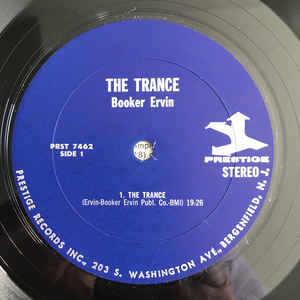 THE TRANCE
Booker Ervin
PRST 7462
SIDE 1
PRESTIGE
STEREO
1. THE TRANCE
(Ervin-Booker Ervin Publ. Co.-BMI) 19-26
PRESTIGE RECORDS INC., 203 S. WASHINGTON AVE., BERGENFIELD, N. J.